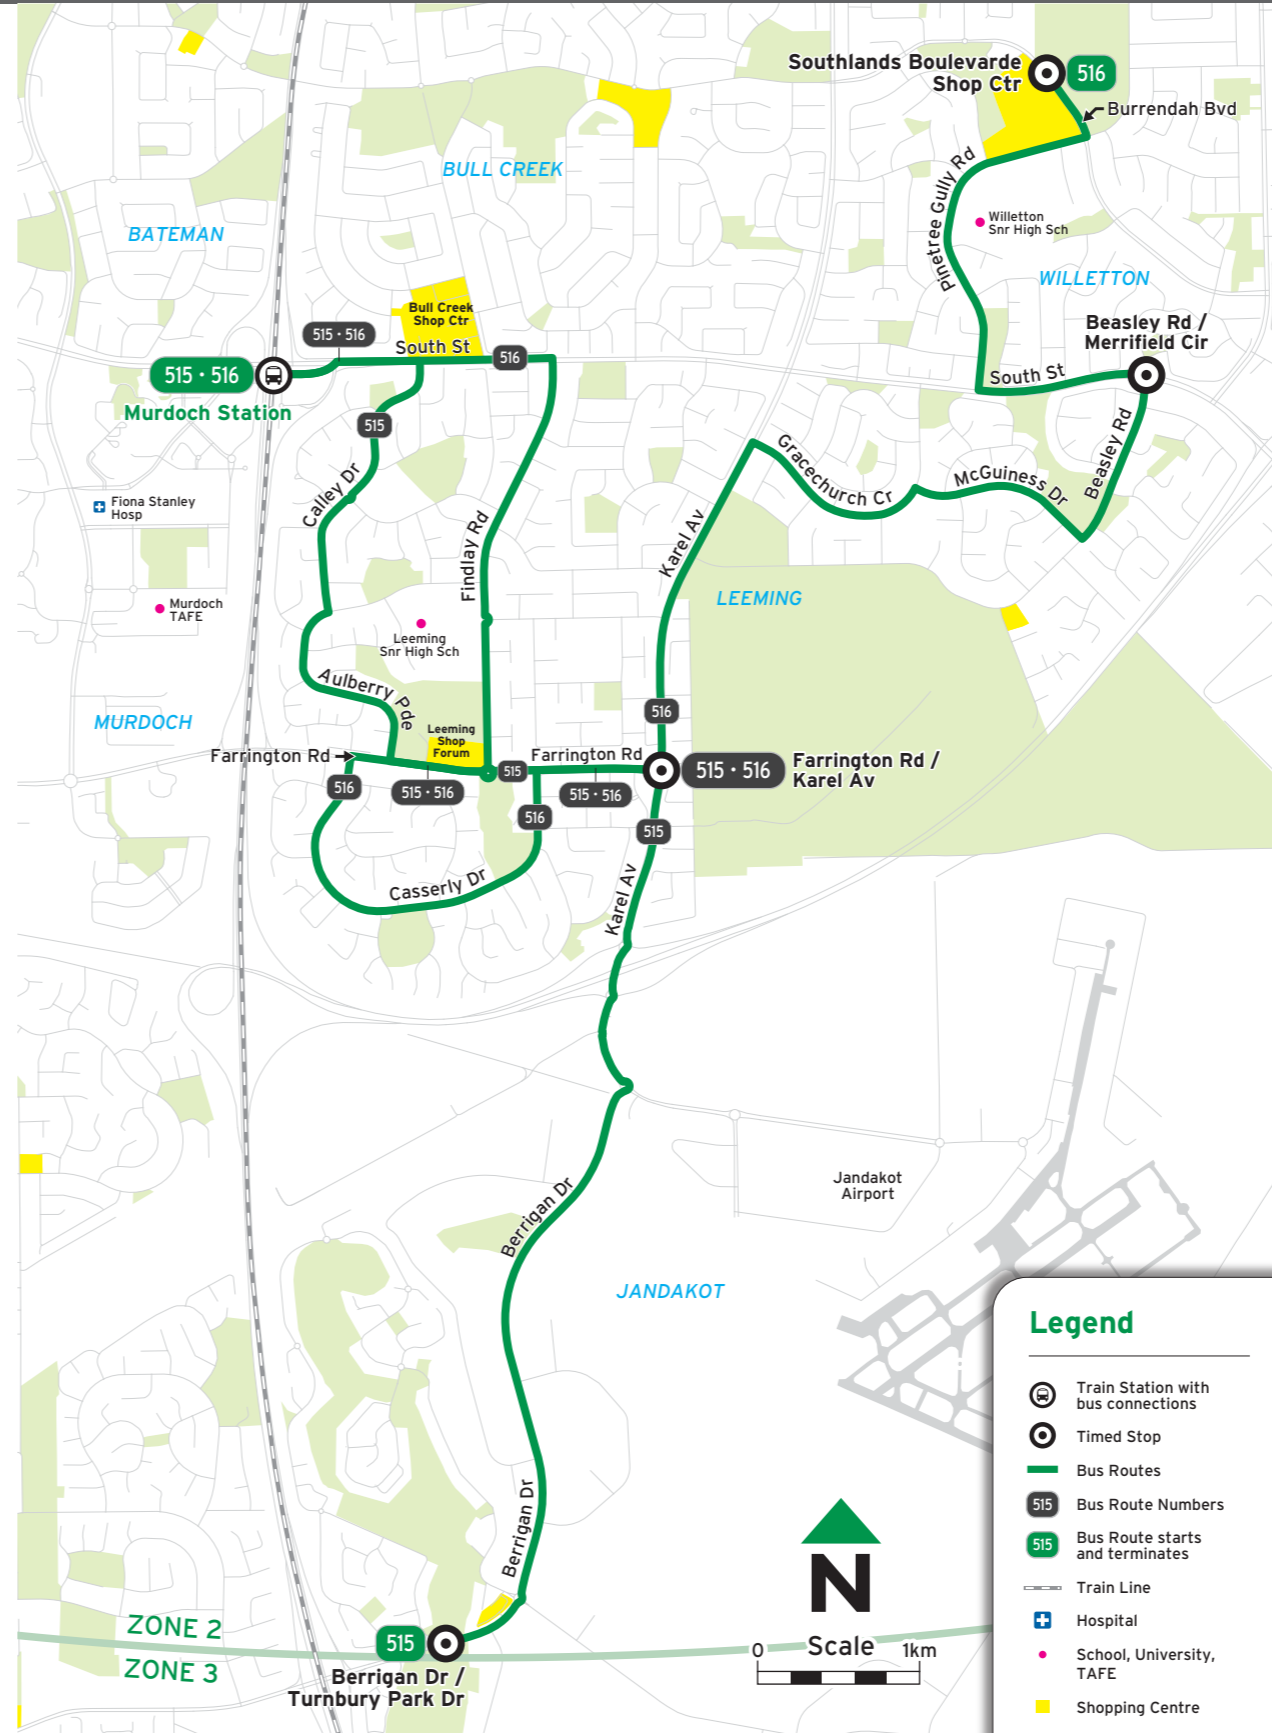 Southlands Boulevarde
Shop Ctr
516
Burrendah Bvd
BULL CREEK
Pinetree Gully Rd
Willetton
Snr High Sch
BATEMAN
WILLETTON
Bull Creek
Shop Ctr
515 • 516
South St
516
Beasley Rd /
Merrifield Cir
515 • 516
Murdoch Station
South St
515
Gracechurch Cr
McGuiness Dr
Beasley Rd
Calley Dr
Fiona Stanley
Hosp
Findlay Rd
Karel Av
LEEMING
Murdoch
TAFE
Leeming
Snr High Sch
Aulberry Pde
516
MURDOCH
Leeming
Shop
Forum
Farrington Rd
Farrington Rd
515
515 • 516
Farrington Rd /
Karel Av
516
515 • 516
515 • 516
516
515
Casserly Dr
Karel Av
Jandakot
Airport
Berrigan Dr
JANDAKOT
Berrigan Dr
ZONE 2
ZONE 3
515
Berrigan Dr /
Turnbury Park Dr
N
0 Scale 1km
Legend
Train Station with
bus connections
Timed Stop
Bus Routes
515 Bus Route Numbers
515 Bus Route starts
and terminates
Train Line
Hospital
School, University,
TAFE
Shopping Centre